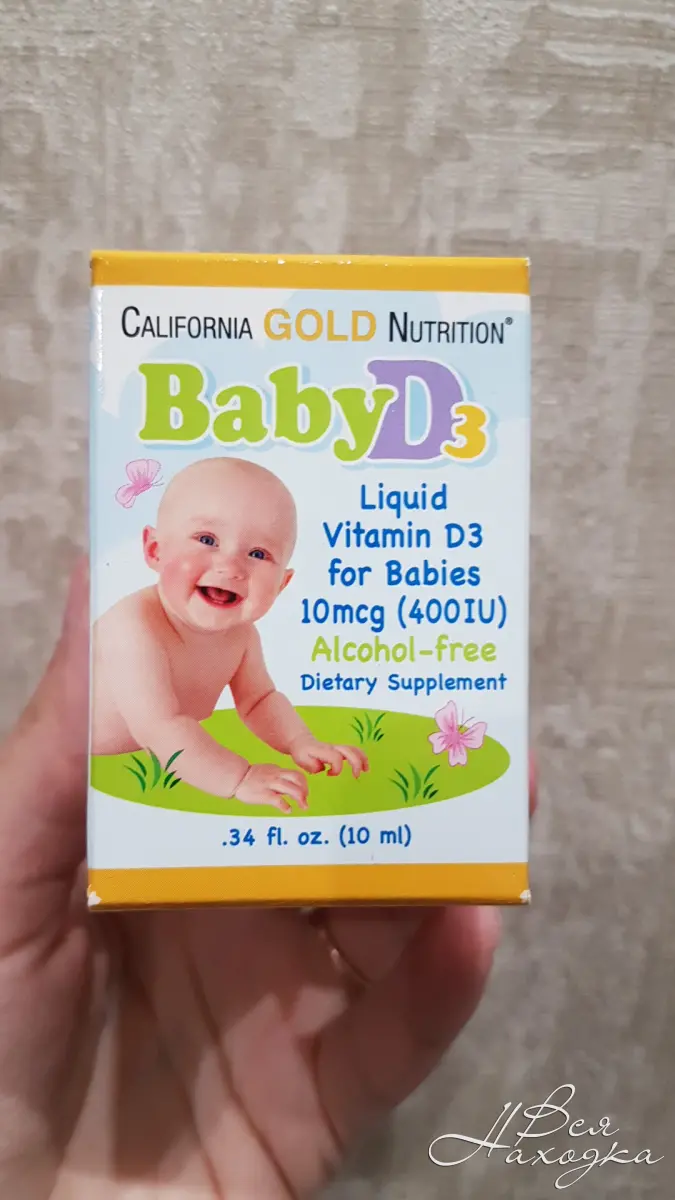 CALIFORNIA GOLD NUTRITION®
BabyD3
Liquid
Vitamin D3
for Babies
10mcg (400IU)
Alcohol-free
Dietary Supplement
.34 fl. oz. (10 ml)
Вся
Находка